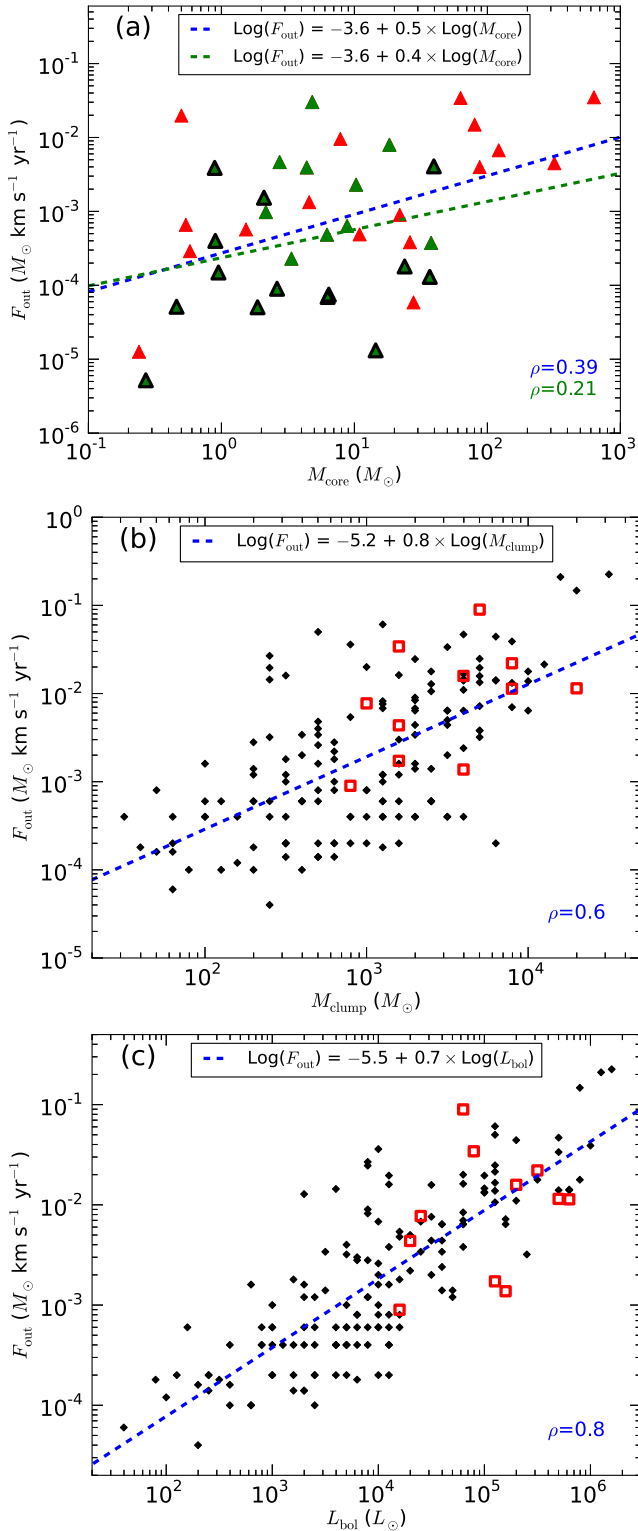 (a)
Log(F_out) = −3.6 + 0.5 × Log(M_core)
Log(F_out) = −3.6 + 0.4 × Log(M_core)
10^-1
10^-2
10^-3
10^-4
10^-5
10^-6
F_out (M_⊙ km s^−1 yr^−1)
ρ=0.39
ρ=0.21
10^-1 10^0 10^1 10^2 10^3
M_core (M_⊙)
(b)
Log(F_out) = −5.2 + 0.8 × Log(M_clump)
10^0
10^-1
10^-2
10^-3
10^-4
10^-5
F_out (M_⊙ km s^−1 yr^−1)
ρ=0.6
10^2 10^3 10^4
M_clump (M_⊙)
(c)
Log(F_out) = −5.5 + 0.7 × Log(L_bol)
10^-1
10^-2
10^-3
10^-4
F_out (M_⊙ km s^−1 yr^−1)
ρ=0.8
10^2 10^3 10^4 10^5 10^6
L_bol (L_⊙)